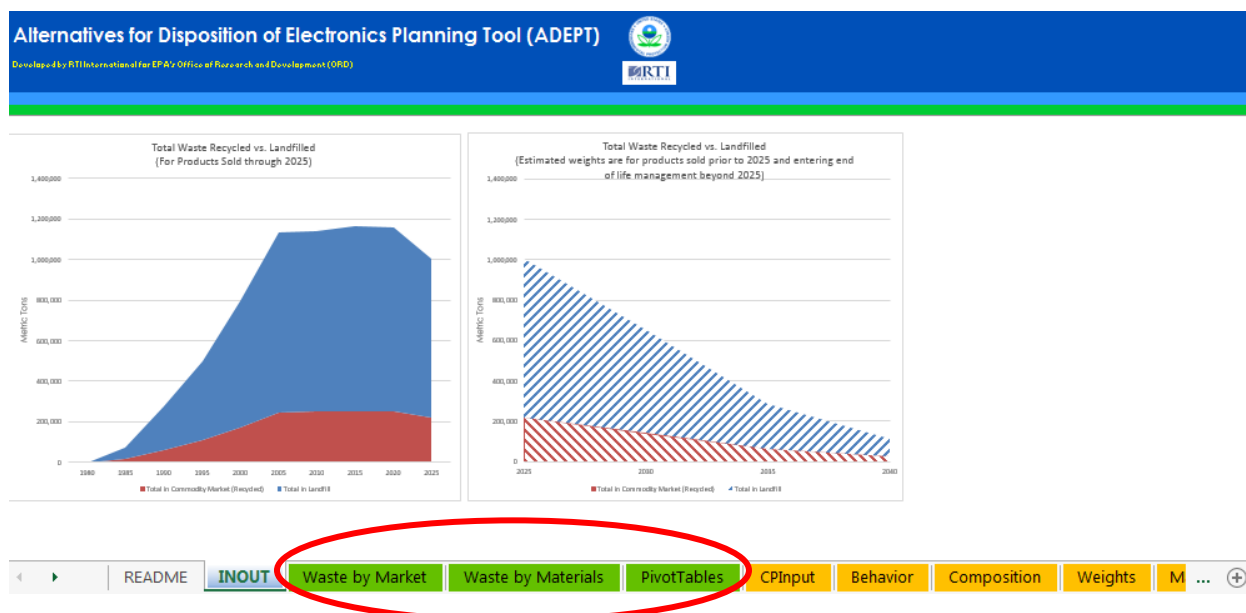 Alternatives for Disposition of Electronics Planning Tool (ADEPT)
Developed by RTI International for EPA's Office of Research and Development (ORD)
RTI
INTERNATIONAL
Total Waste Recycled vs. Landfilled
(For Products Sold through 2025)
1,400,000
1,200,000
1,000,000
800,000
600,000
400,000
200,000
0
Metric Tons
1980 1985 1990 1995 2000 2005 2010 2015 2020 2025
Total in Commodity Market (Recycled) Total in Landfill
Total Waste Recycled vs. Landfilled
(Estimated weights are for products sold prior to 2025 and entering end
of life management beyond 2025)
1,400,000
1,200,000
1,000,000
800,000
600,000
400,000
200,000
0
Metric Tons
2025 2030 2035 2040
Total in Commodity Market (Recycled) Total in Landfill
README INOUT Waste by Market Waste by Materials PivotTables CPInput Behavior Composition Weights M ...